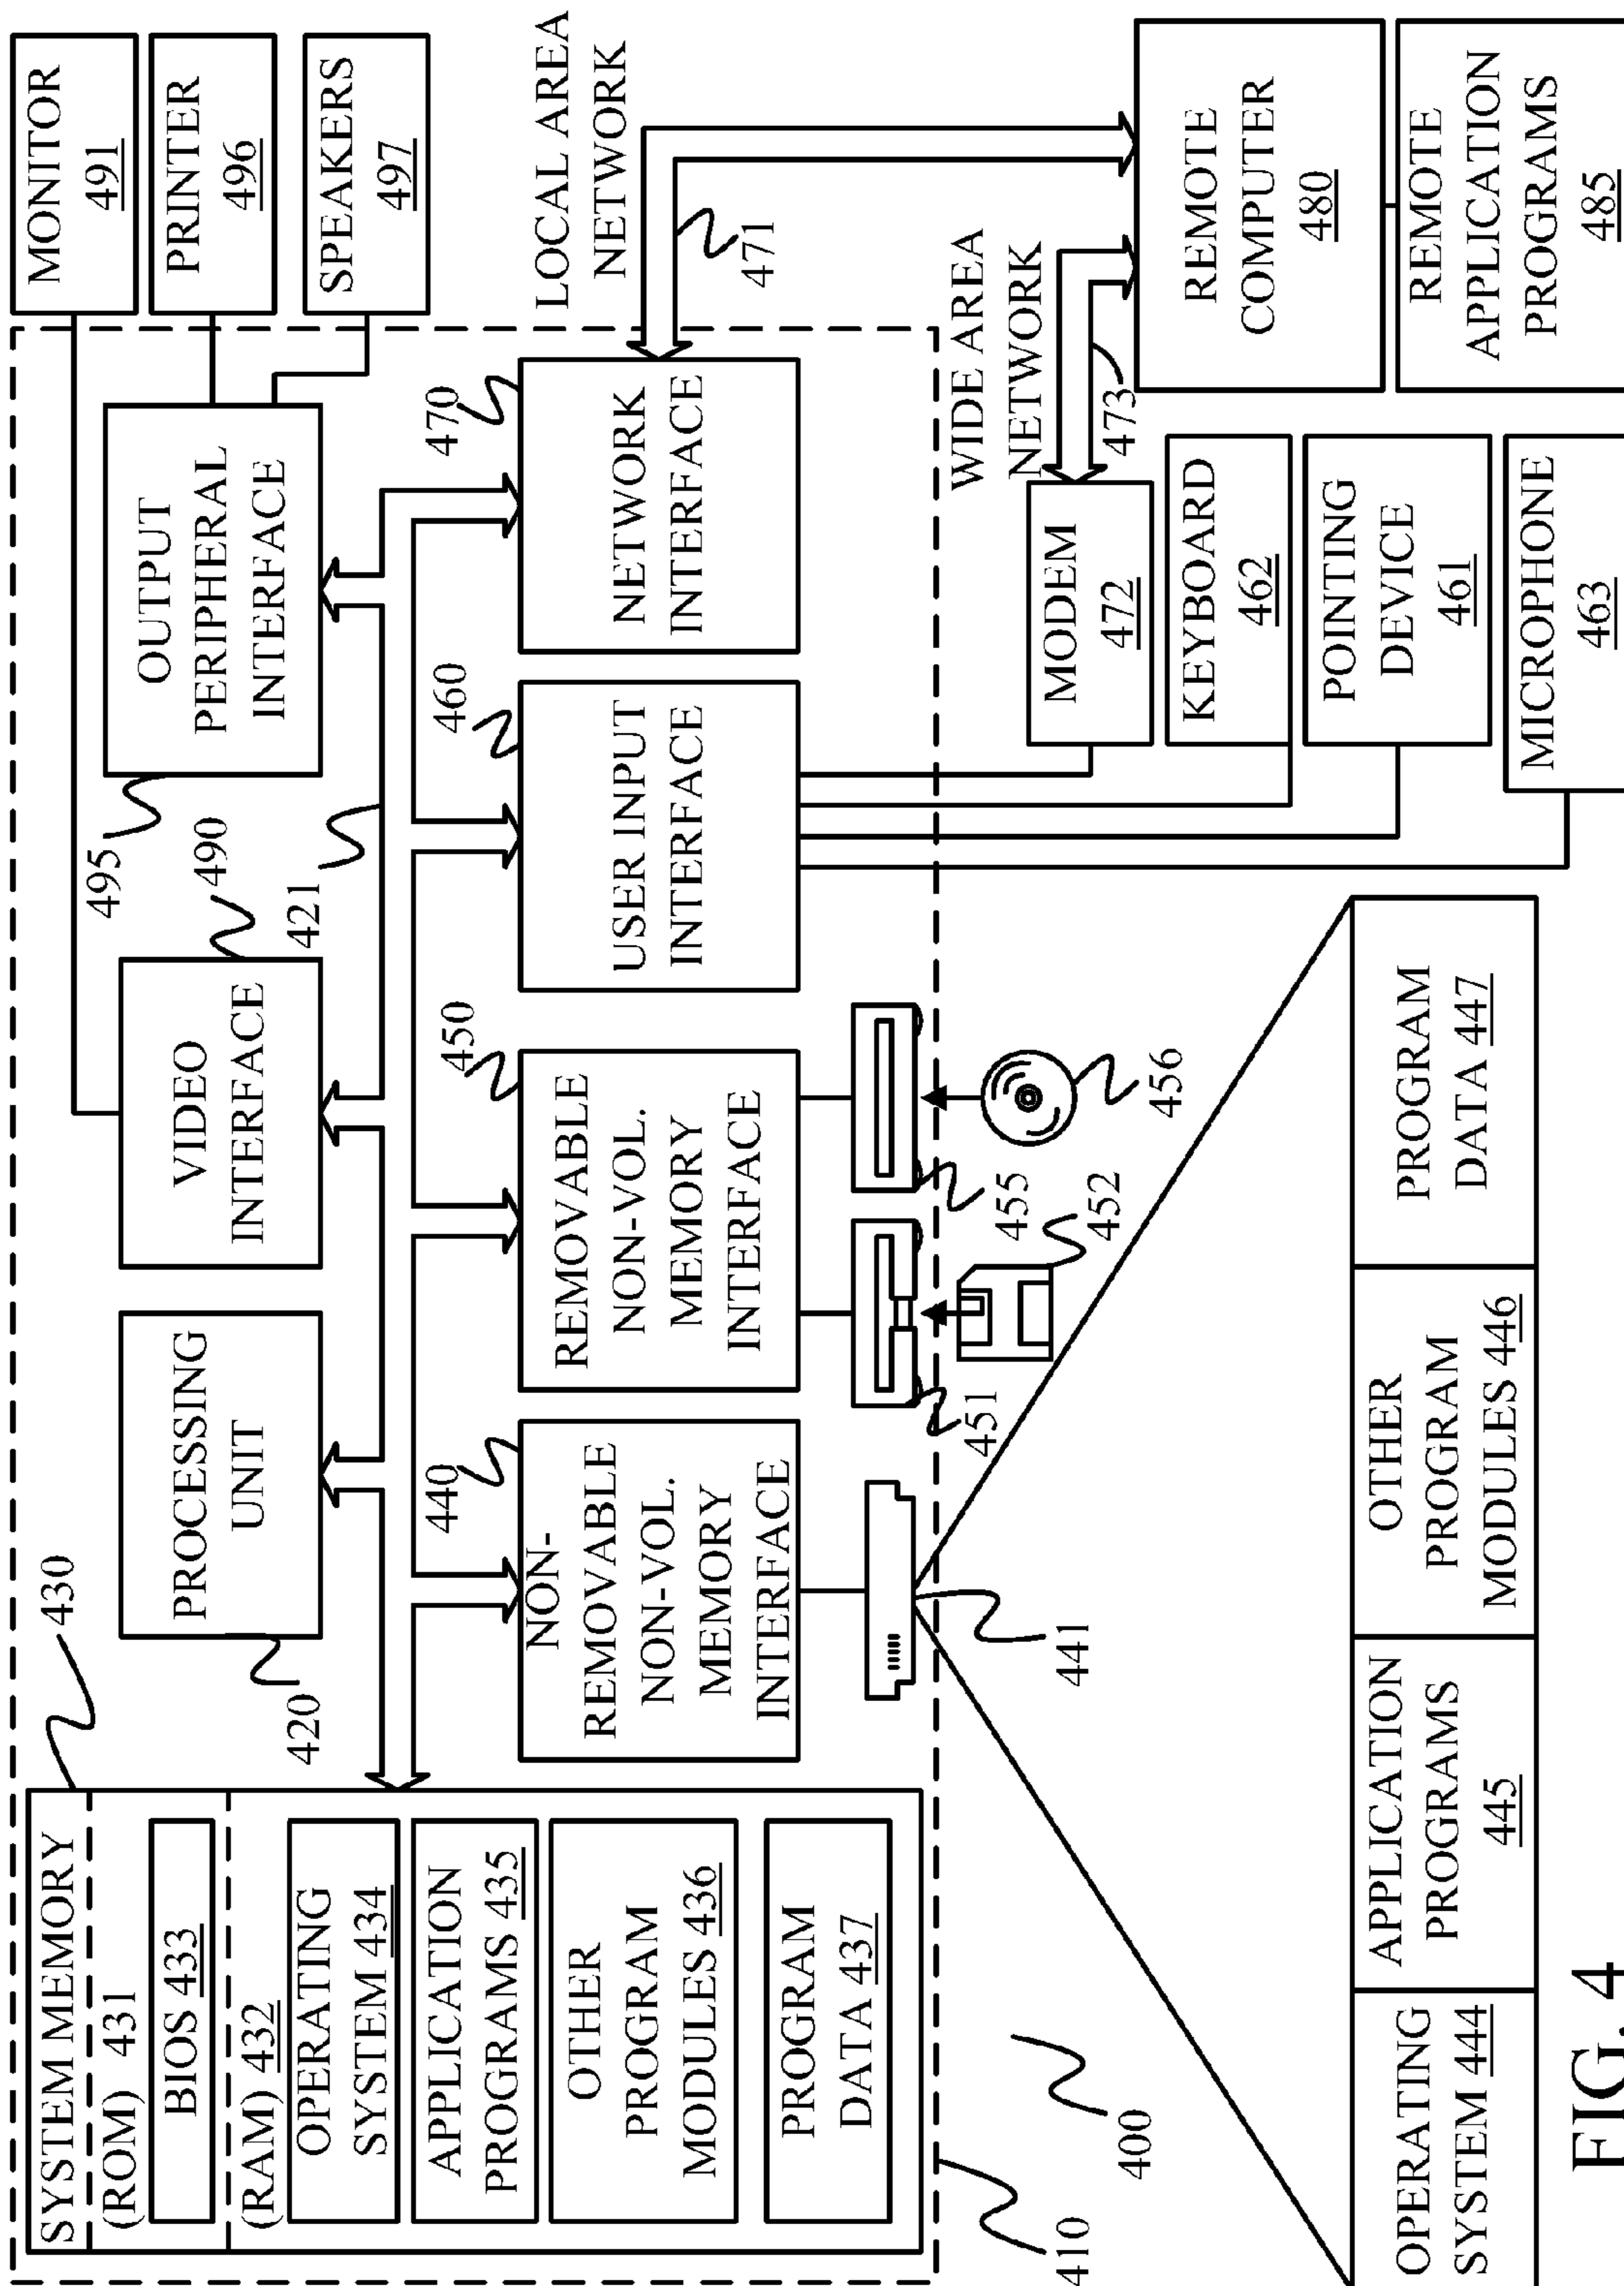 SYSTEM MEMORY
(ROM) 431
BIOS 433
(RAM) 432
OPERATING
SYSTEM 434
APPLICATION
PROGRAMS 435
OTHER
PROGRAM
MODULES 436
PROGRAM
DATA 437
430
PROCESSING
UNIT
420
VIDEO
INTERFACE
490
421
OUTPUT
PERIPHERAL
INTERFACE
495
MONITOR
491
PRINTER
496
SPEAKERS
497
440
NON-
REMOVABLE
NON-VOL.
MEMORY
INTERFACE
450
REMOVABLE
NON-VOL.
MEMORY
INTERFACE
460
USER INPUT
INTERFACE
470
NETWORK
INTERFACE
LOCAL AREA
NETWORK
471
441
451
452
455
456
WIDE AREA
NETWORK
473
MODEM
472
KEYBOARD
462
POINTING
DEVICE
461
MICROPHONE
463
REMOTE
COMPUTER
480
REMOTE
APPLICATION
PROGRAMS
485
410
400
OPERATING
SYSTEM 444
APPLICATION
PROGRAMS
445
OTHER
PROGRAM
MODULES 446
PROGRAM
DATA 447
FIG. 4